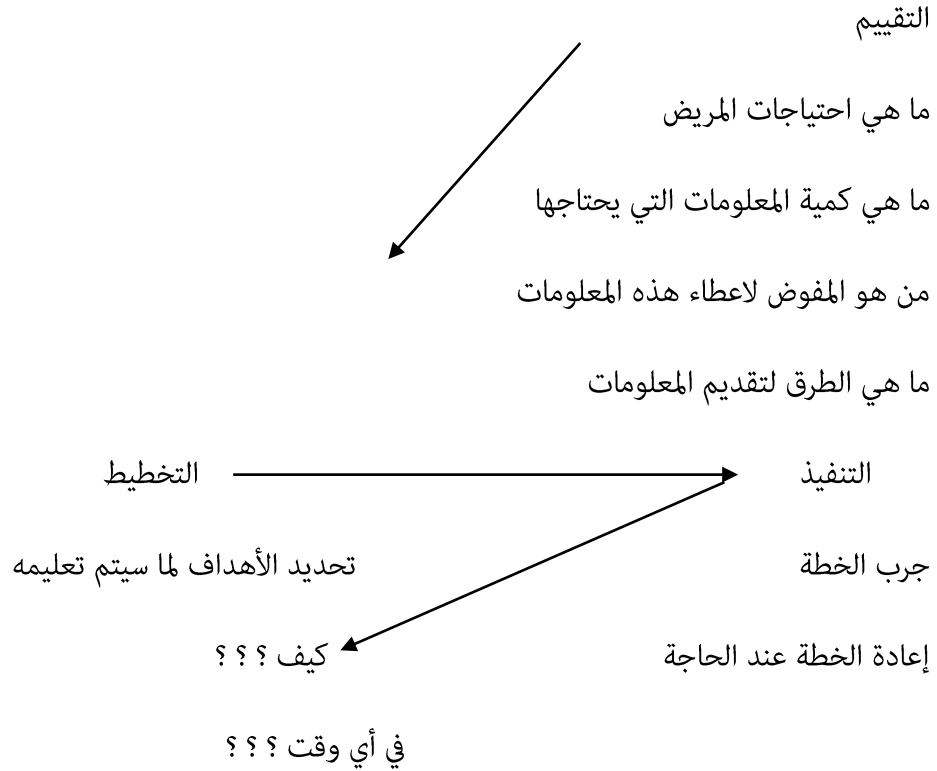 التقييم
ما هي احتياجات المريض
ما هي كمية المعلومات التي يحتاجها
من هو المفوض لاعطاء هذه المعلومات
ما هي الطرق لتقديم المعلومات
التنفيذ التخطيط
جرب الخطة تحديد الأهداف لما سيتم تعليمه
إعادة الخطة عند الحاجة كيف ؟ ؟ ؟
في أي وقت ؟ ؟ ؟